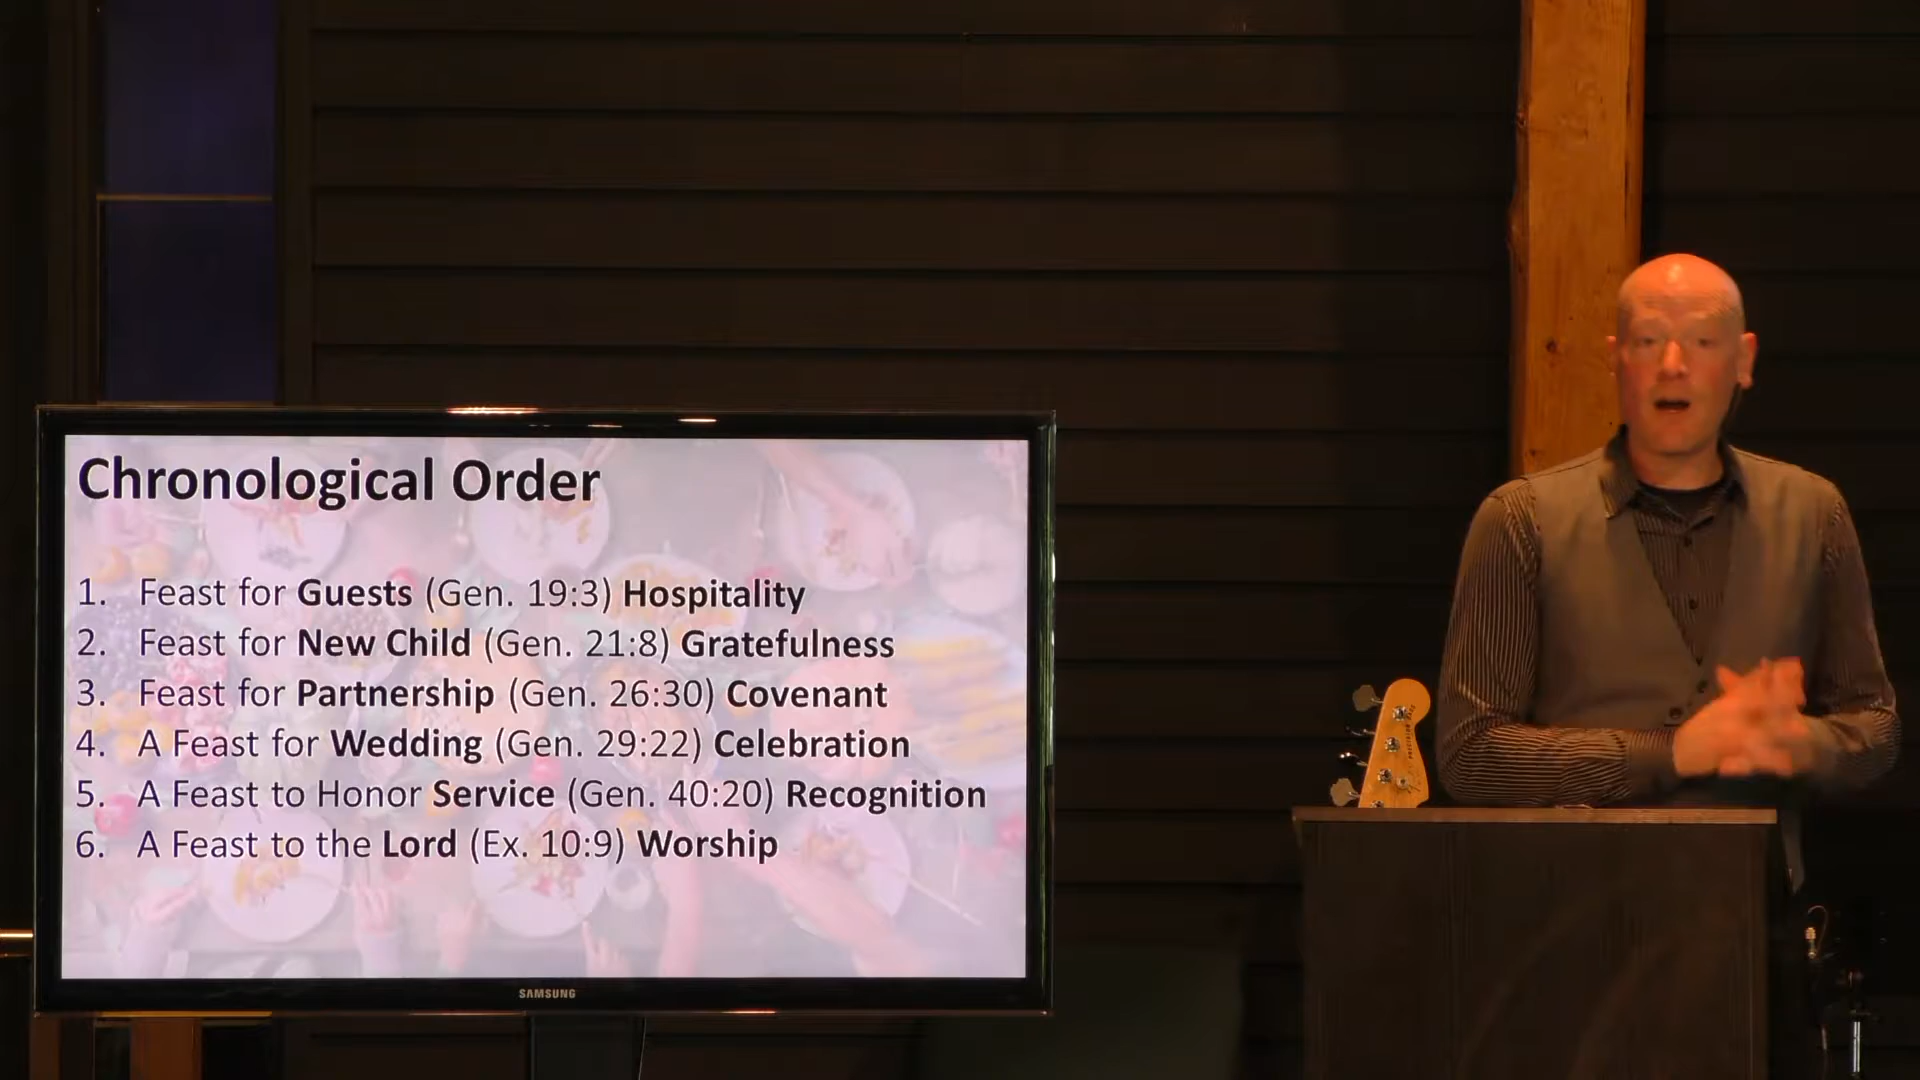 Chronological Order
1. Feast for Guests (Gen. 19:3) Hospitality
2. Feast for New Child (Gen. 21:8) Gratefulness
3. Feast for Partnership (Gen. 26:30) Covenant
4. A Feast for Wedding (Gen. 29:22) Celebration
5. A Feast to Honor Service (Gen. 40:20) Recognition
6. A Feast to the Lord (Ex. 10:9) Worship
SAMSUNG